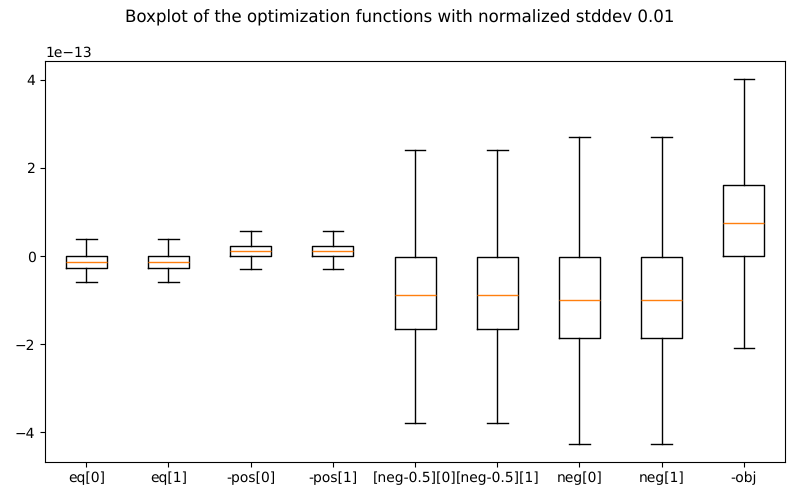 Boxplot of the optimization functions with normalized stddev 0.01
1e−13
4
2
0
−2
−4
eq[0] eq[1] -pos[0] -pos[1] [neg-0.5][0] [neg-0.5][1] neg[0] neg[1] -obj